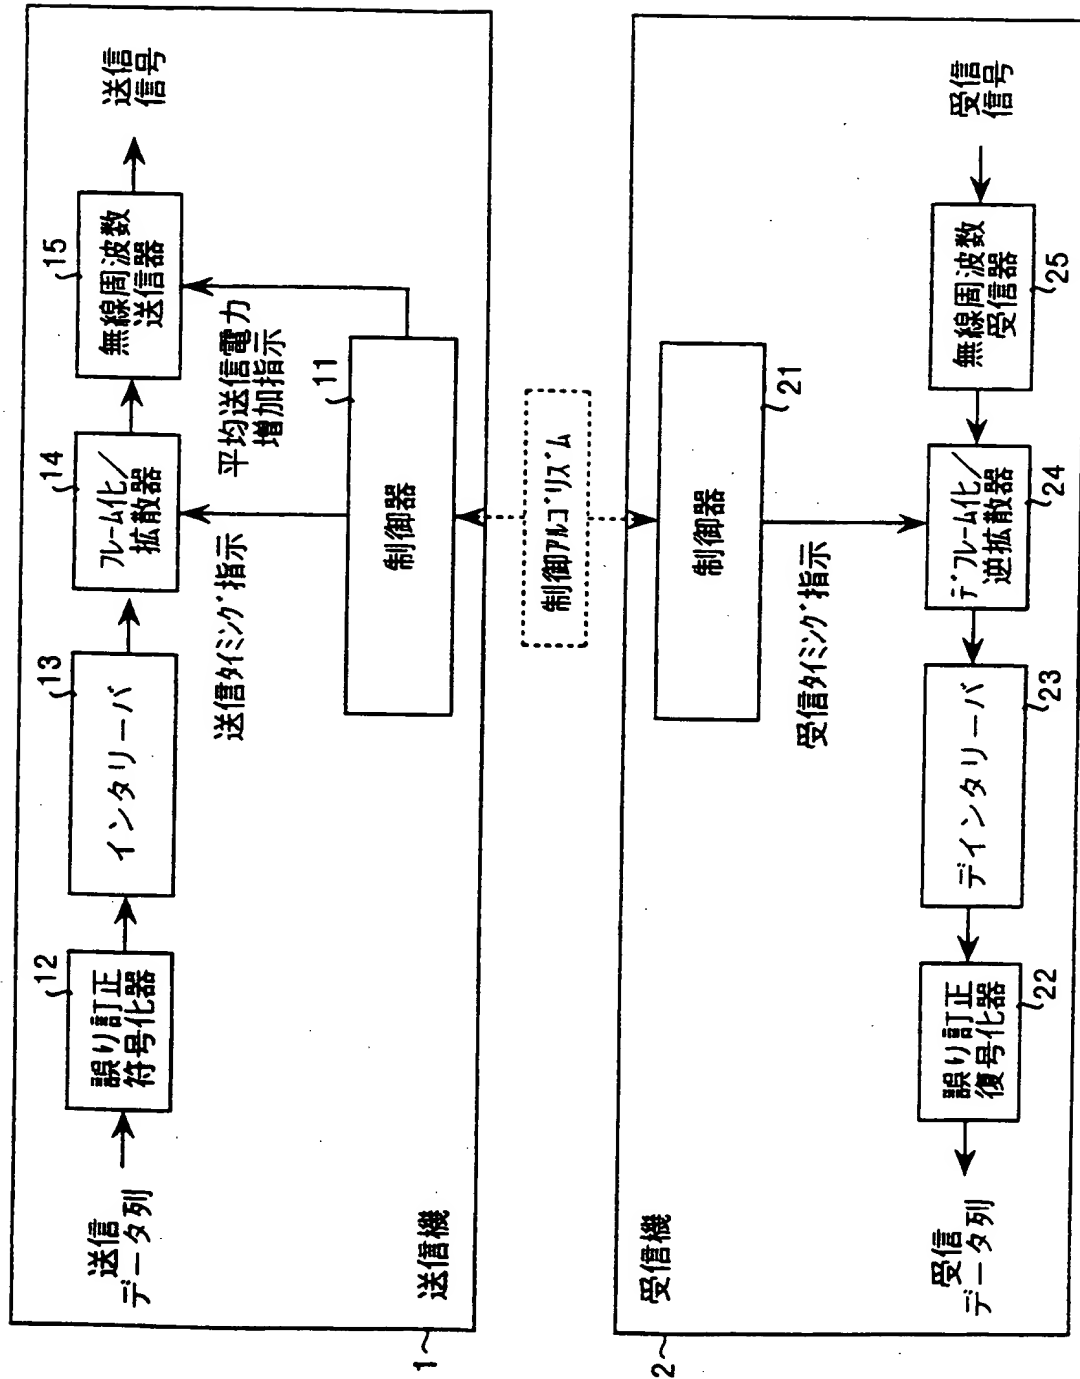 送信
データ列
12
誤り訂正
符号化器
13
インタリーバ
14
フレーム化/
拡散器
15
無線周波数
送信器
送信
信号
送信タイミング指示
平均送信電力
増加指示
11
制御器
送信機
1
制御アルゴリズム
受信機
2
制御器
21
受信タイミング指示
受信
データ列
誤り訂正
復号化器
22
デインタリーバ
23
デフレーム化/
逆拡散器
24
無線周波数
受信器
25
受信
信号